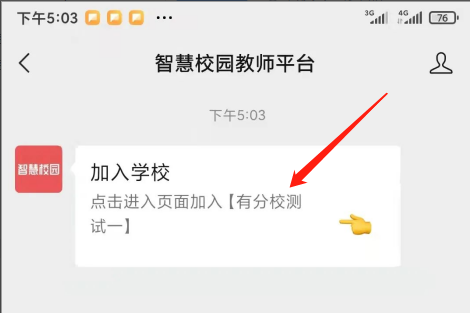 下午5:03 ... 3G 4G 76
智慧校园教师平台
下午5:03
智慧校园
加入学校
点击进入页面加入【有分校测
试一】